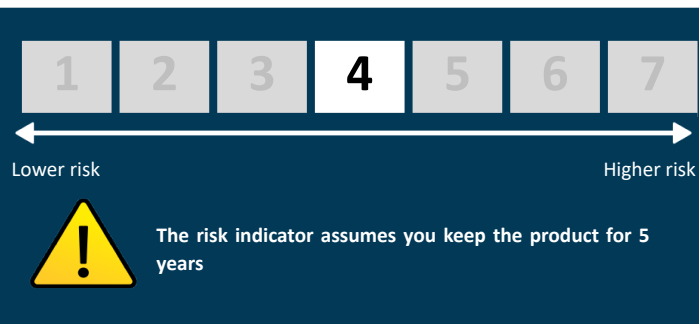 1 2 3 4 5 6 7
Lower risk Higher risk
The risk indicator assumes you keep the product for 5
years